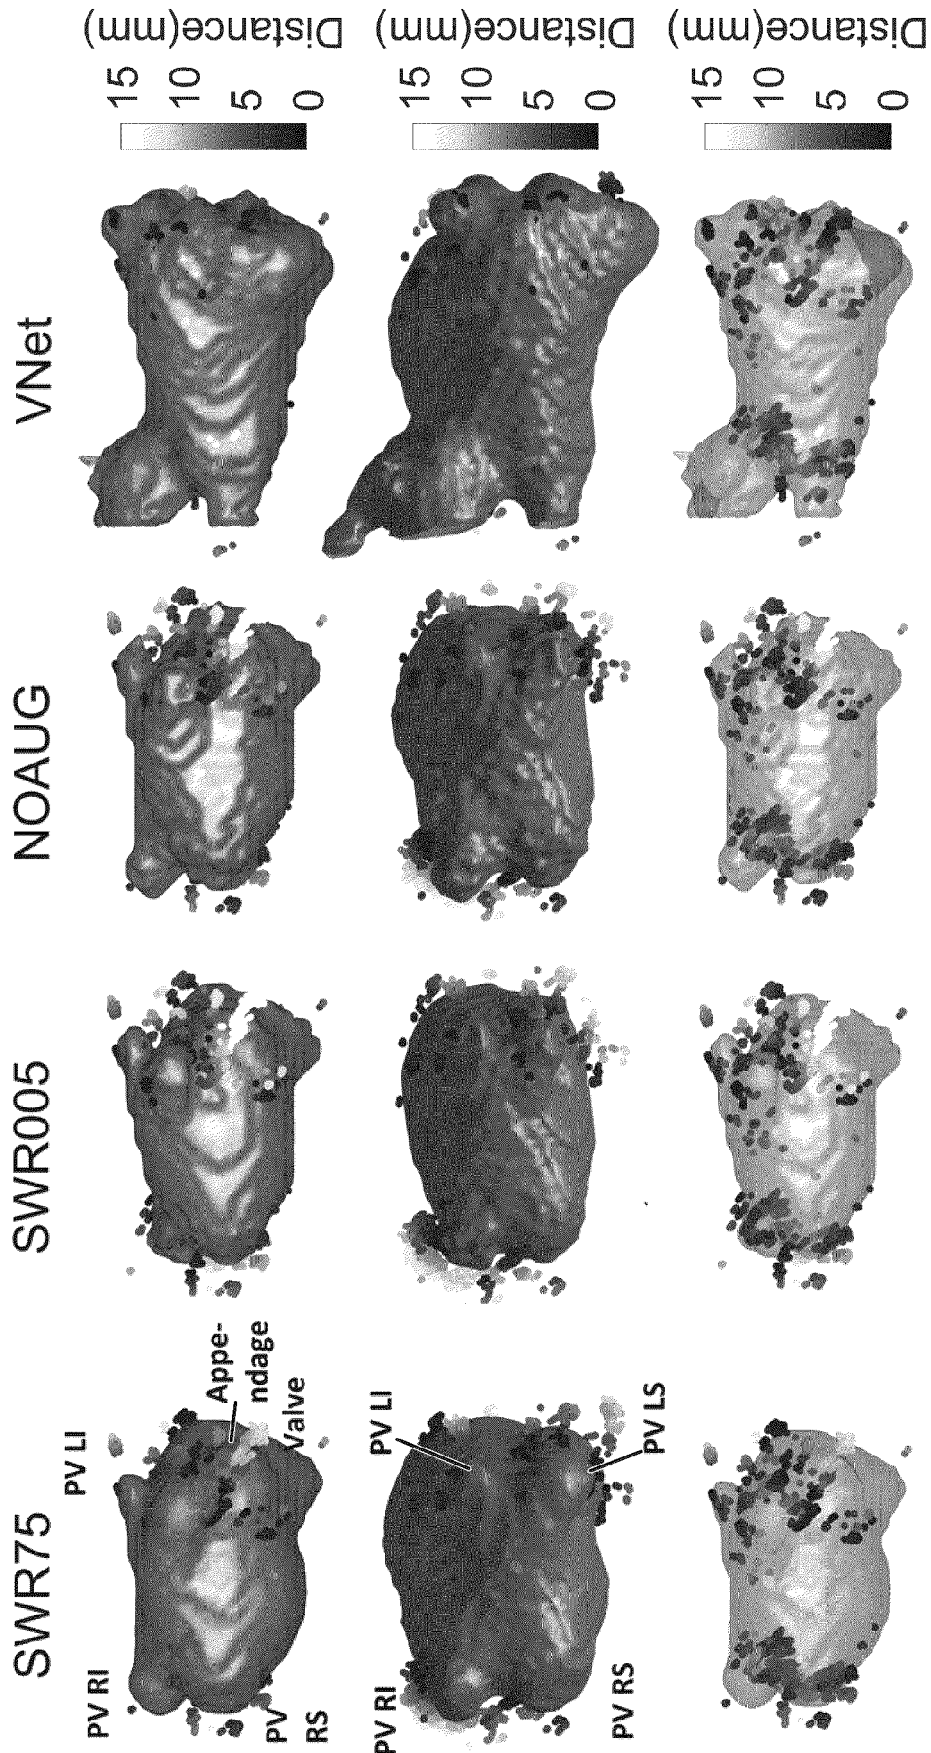 SWR75
SWR005
NOAUG
VNet
PV RI
PV LI
PV
RS
Appe-
ndage
Valve
15
10
5
0
Distance(mm)
PV RI
PV LI
PV RS
PV LS
15
10
5
0
Distance(mm)
15
10
5
0
Distance(mm)